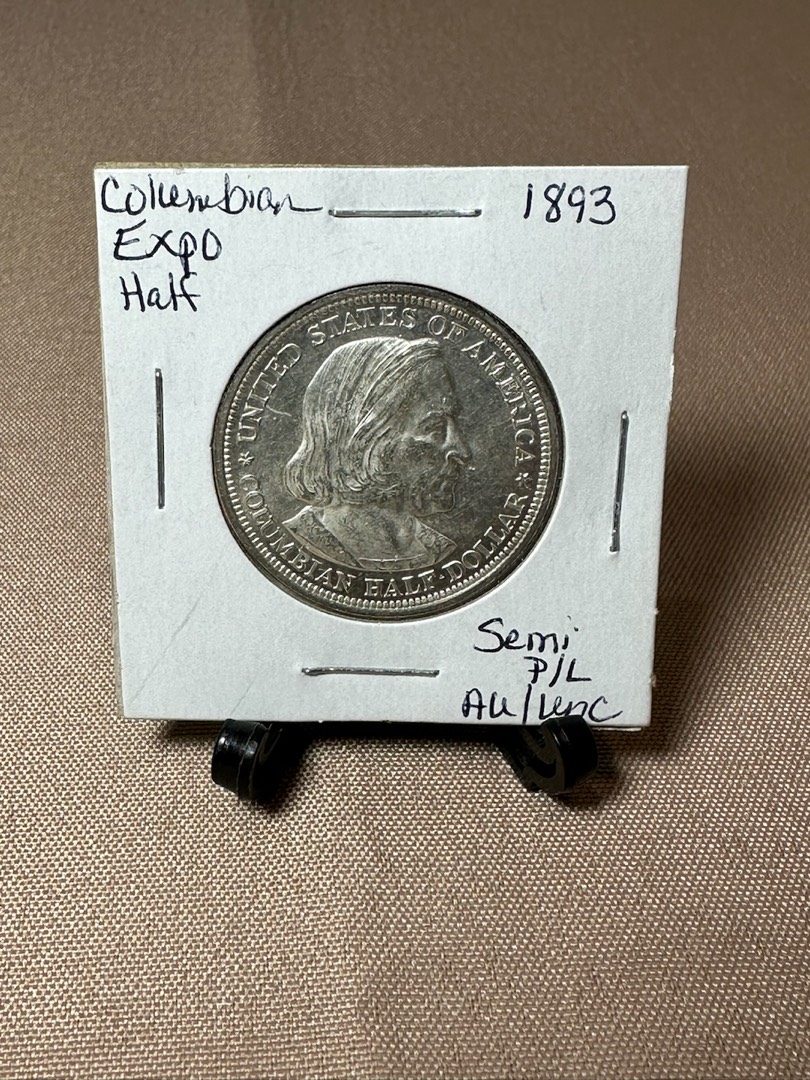 Columbian
Expo
Half
1893
* UNITED STATES OF AMERICA *
COLUMBIAN HALF·DOLLAR
Semi
P/L
AU/UNC